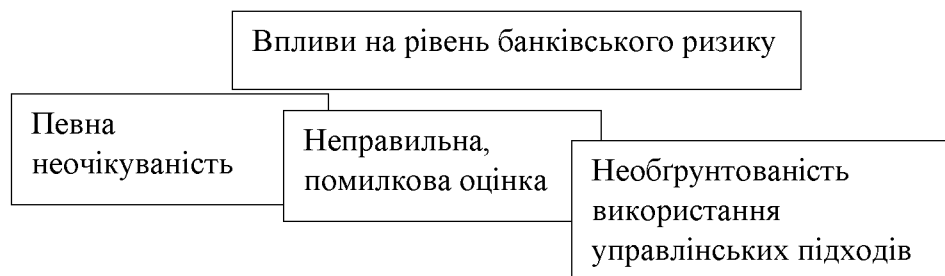 Впливи на рівень банківського ризику
Певна
неочікуваність
Неправильна,
помилкова оцінка
Необґрунтованість
використання
управлінських підходів